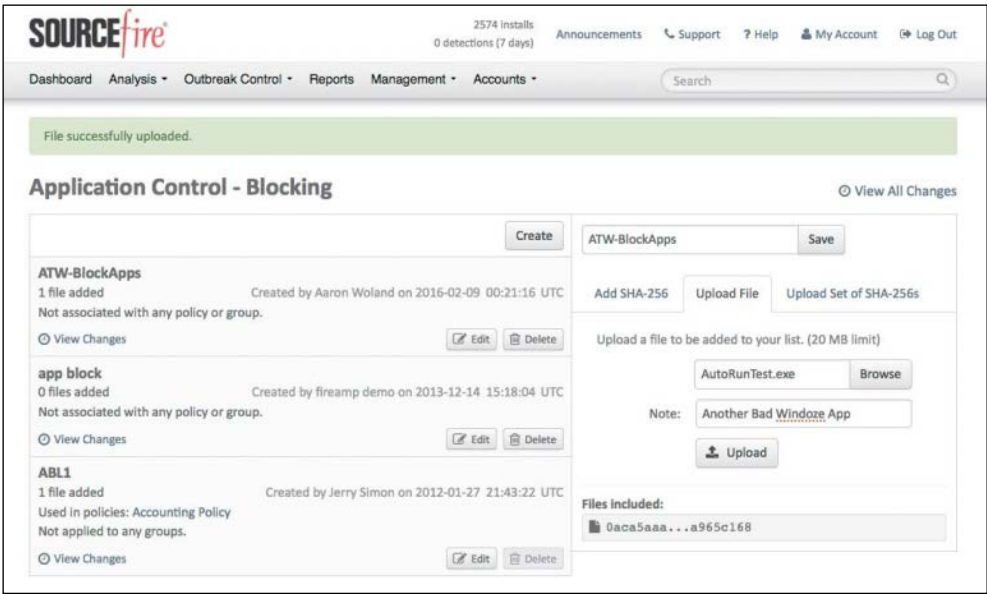 SOURCEfire®
2574 installs
0 detections (7 days)
Announcements Support ? Help My Account Log Out
Dashboard Analysis Outbreak Control Reports Management Accounts
Search
File successfully uploaded.
Application Control - Blocking
View All Changes
Create
ATW-BlockApps
1 file added Created by Aaron Woland on 2016-02-09 00:21:16 UTC
Not associated with any policy or group.
View Changes Edit Delete
app block
0 files added Created by fireamp demo on 2013-12-14 15:18:04 UTC
Not associated with any policy or group.
View Changes Edit Delete
ABL1
1 file added Created by Jerry Simon on 2012-01-27 21:43:22 UTC
Used in policies: Accounting Policy
Not applied to any groups.
View Changes Edit Delete
ATW-BlockApps Save
Add SHA-256 Upload File Upload Set of SHA-256s
Upload a file to be added to your list. (20 MB limit)
AutoRunTest.exe Browse
Note: Another Bad Windoze App
Upload
Files included:
0aca5aaa...a965c168